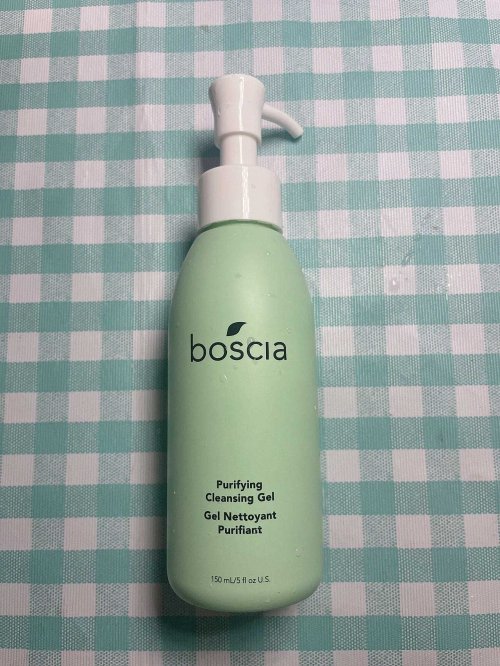 boscia
Purifying
Cleansing Gel
Gel Nettoyant
Purifiant
150 mL/5 fl oz U.S.